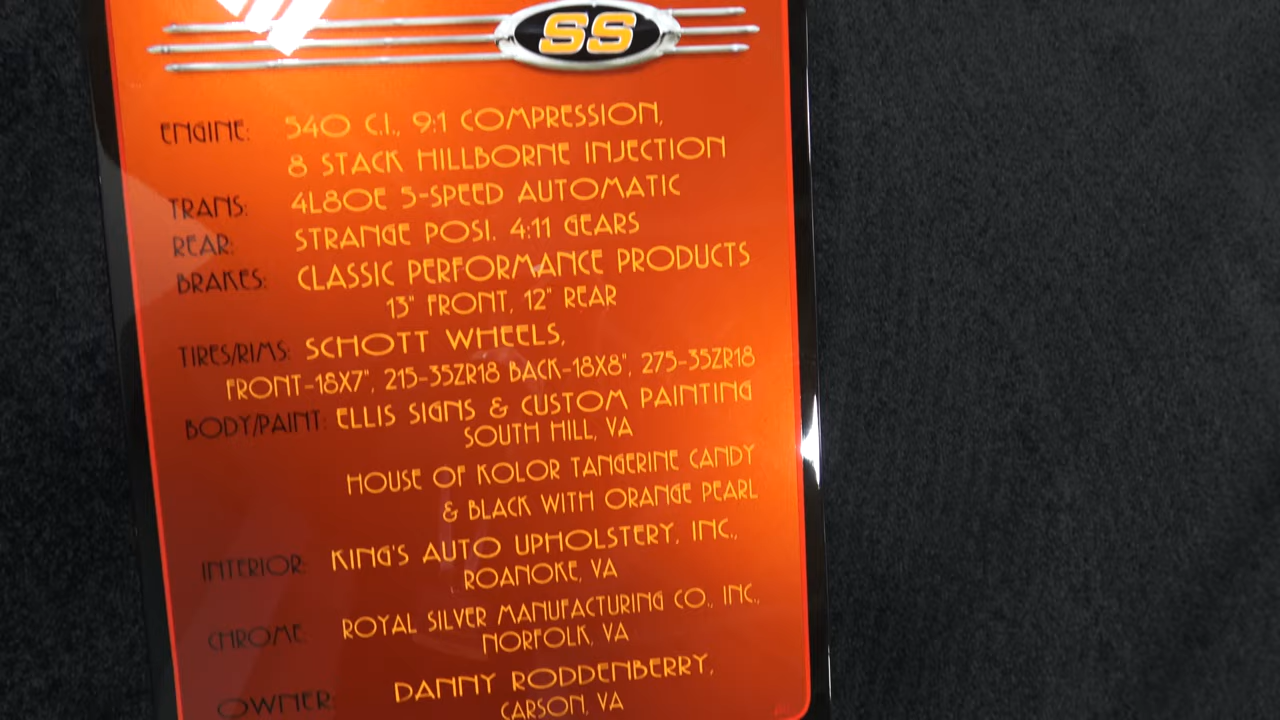 SS
ENGINE: 540 C.I., 9:1 COMPRESSION,
8 STACK HILLBORNE INJECTION
TRANS: 4L80E 5-SPEED AUTOMATIC
REAR: STRANGE POSI. 4:11 GEARS
BRAKES: CLASSIC PERFORMANCE PRODUCTS
13" FRONT, 12" REAR
TIRES/RIMS: SCHOTT WHEELS,
FRONT-18X7", 215-35ZR18 BACK-18X8", 275-35ZR18
BODY/PAINT: ELLIS SIGNS & CUSTOM PAINTING
SOUTH HILL, VA
HOUSE OF KOLOR TANGERINE CANDY
& BLACK WITH ORANGE PEARL
INTERIOR: KING'S AUTO UPHOLSTERY, INC.,
ROANOKE, VA
CHROME: ROYAL SILVER MANUFACTURING CO., INC.,
NORFOLK, VA
OWNER: DANNY RODDENBERRY,
CARSON, VA